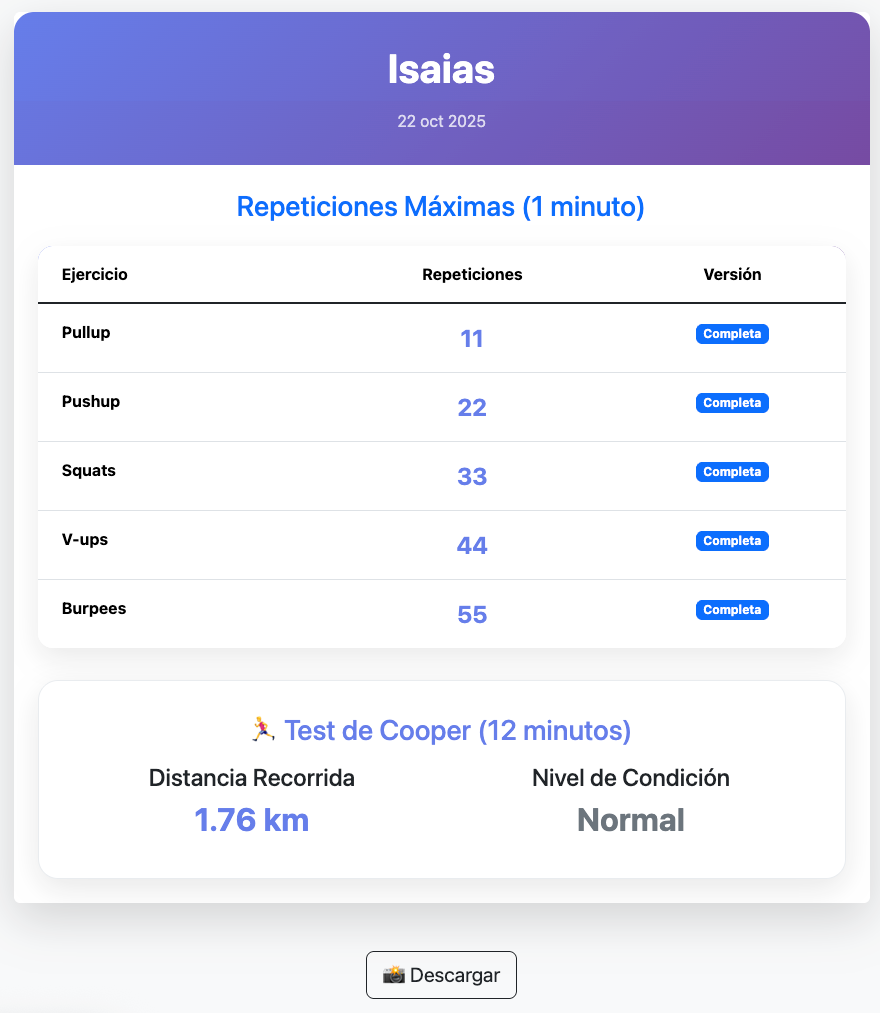 Isaias
22 oct 2025
Repeticiones Máximas (1 minuto)
Ejercicio Repeticiones Versión
Pullup 11 Completa
Pushup 22 Completa
Squats 33 Completa
V-ups 44 Completa
Burpees 55 Completa
🏃 Test de Cooper (12 minutos)
Distancia Recorrida Nivel de Condición
1.76 km Normal
📸 Descargar